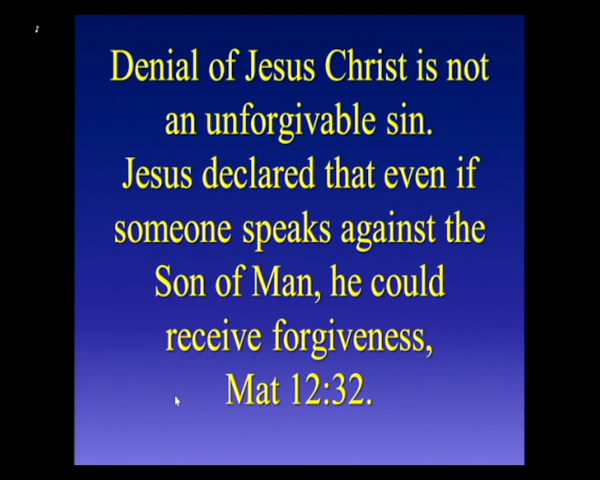 Denial of Jesus Christ is not
an unforgivable sin.
Jesus declared that even if
someone speaks against the
Son of Man, he could
receive forgiveness,
Mat 12:32.